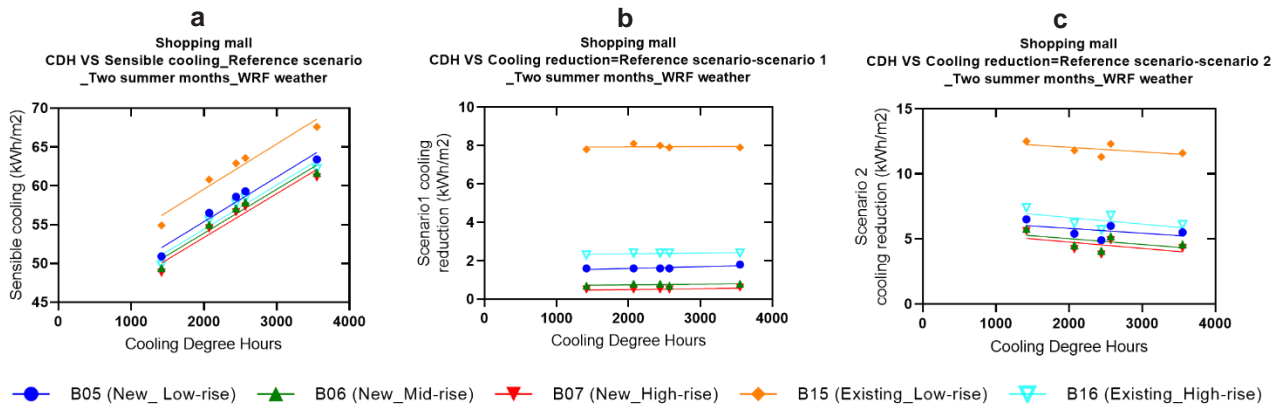 a
Shopping mall
CDH VS Sensible cooling_Reference scenario
_Two summer months_WRF weather
70
65
60
55
50
45
Sensible cooling (kWh/m2)
0
1000
2000
3000
4000
Cooling Degree Hours
b
Shopping mall
CDH VS Cooling reduction=Reference scenario-scenario 1
_Two summer months_WRF weather
10
8
6
4
2
0
Scenario1 cooling
reduction (kWh/m2)
0
1000
2000
3000
4000
Cooling Degree Hours
c
Shopping mall
CDH VS Cooling reduction=Reference scenario-scenario 2
_Two summer months_WRF weather
15
10
5
0
Scenario 2
cooling reduction (kWh/m2)
0
1000
2000
3000
4000
Cooling Degree Hours
B05 (New_ Low-rise)
B06 (New_Mid-rise)
B07 (New_High-rise)
B15 (Existing_Low-rise)
B16 (Existing_High-rise)